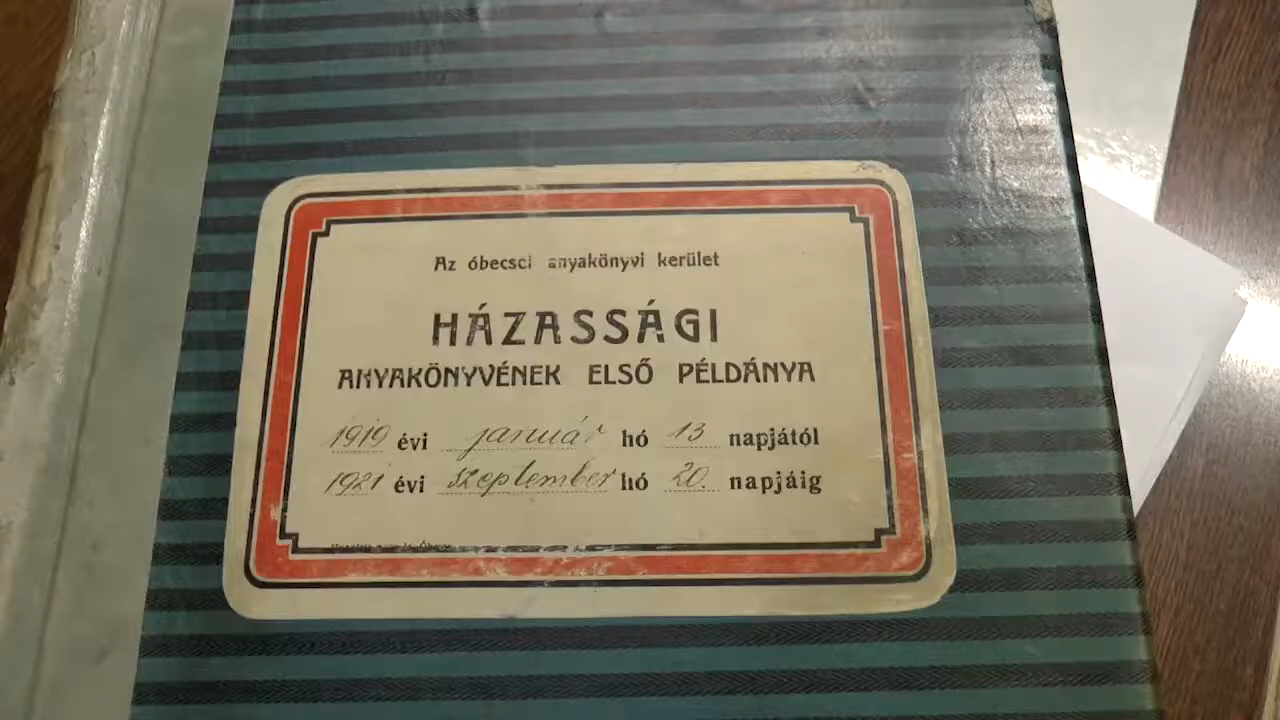 Az óbecsei anyakönyvi kerület
HÁZASSÁGI
ANYAKÖNYVÉNEK ELSŐ PÉLDÁNYA
1919 évi január hó 13 napjától
1921 évi szeptember hó 20. napjáig